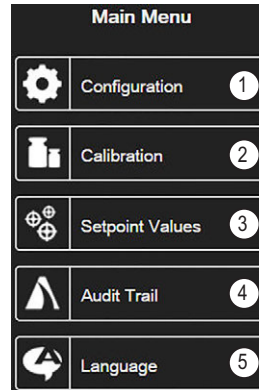 Main Menu
Configuration 1
Calibration 2
Setpoint Values 3
Audit Trail 4
Language 5